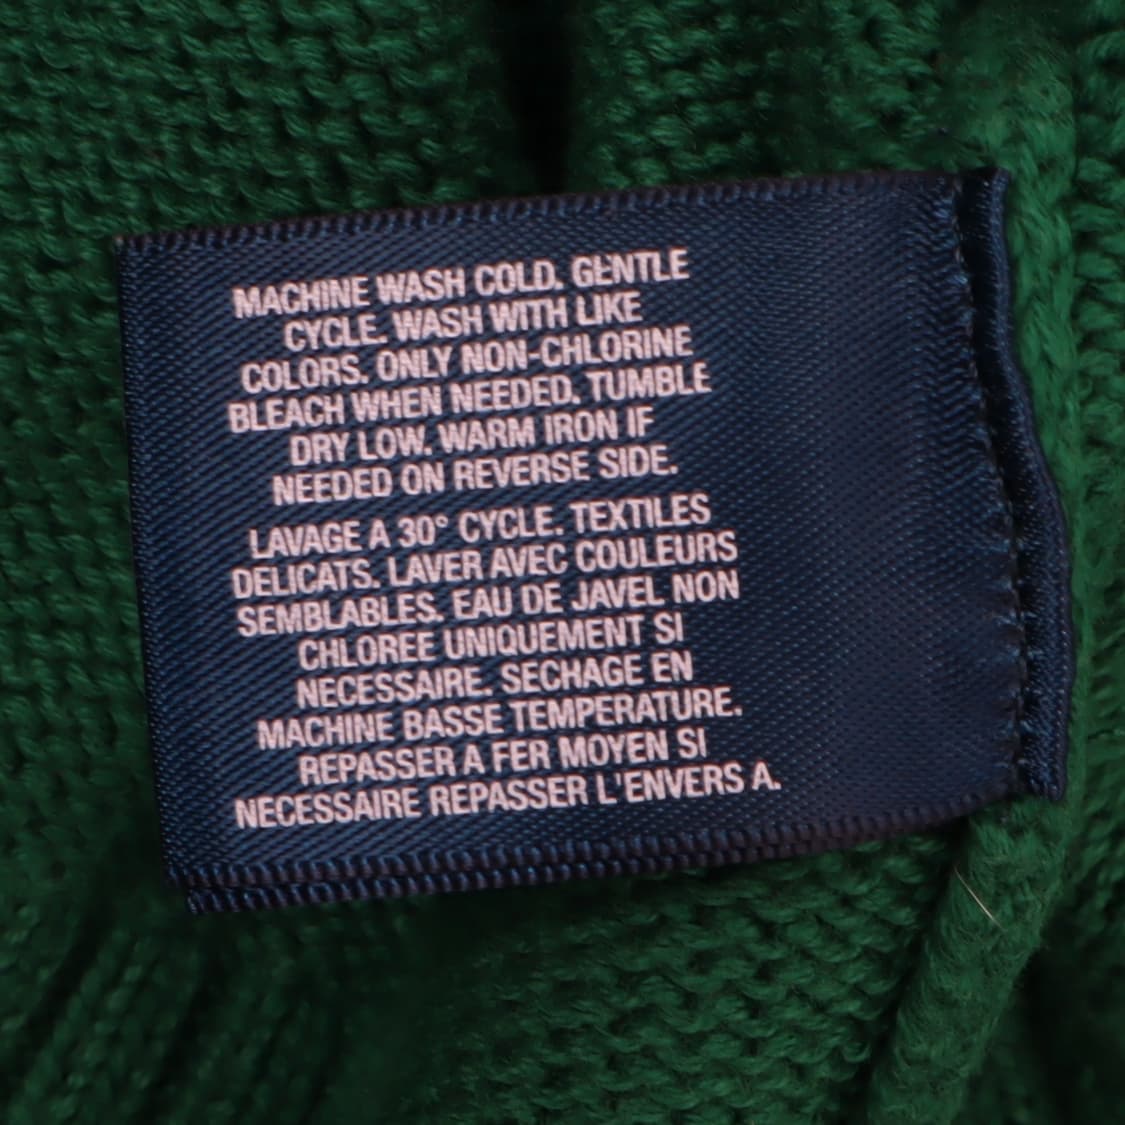 MACHINE WASH COLD. GENTLE
CYCLE. WASH WITH LIKE
COLORS. ONLY NON-CHLORINE
BLEACH WHEN NEEDED. TUMBLE
DRY LOW. WARM IRON IF
NEEDED ON REVERSE SIDE.
LAVAGE A 30° CYCLE. TEXTILES
DELICATS. LAVER AVEC COULEURS
SEMBLABLES. EAU DE JAVEL NON
CHLOREE UNIQUEMENT SI
NECESSAIRE. SECHAGE EN
MACHINE BASSE TEMPERATURE.
REPASSER A FER MOYEN SI
NECESSAIRE REPASSER L'ENVERS A.